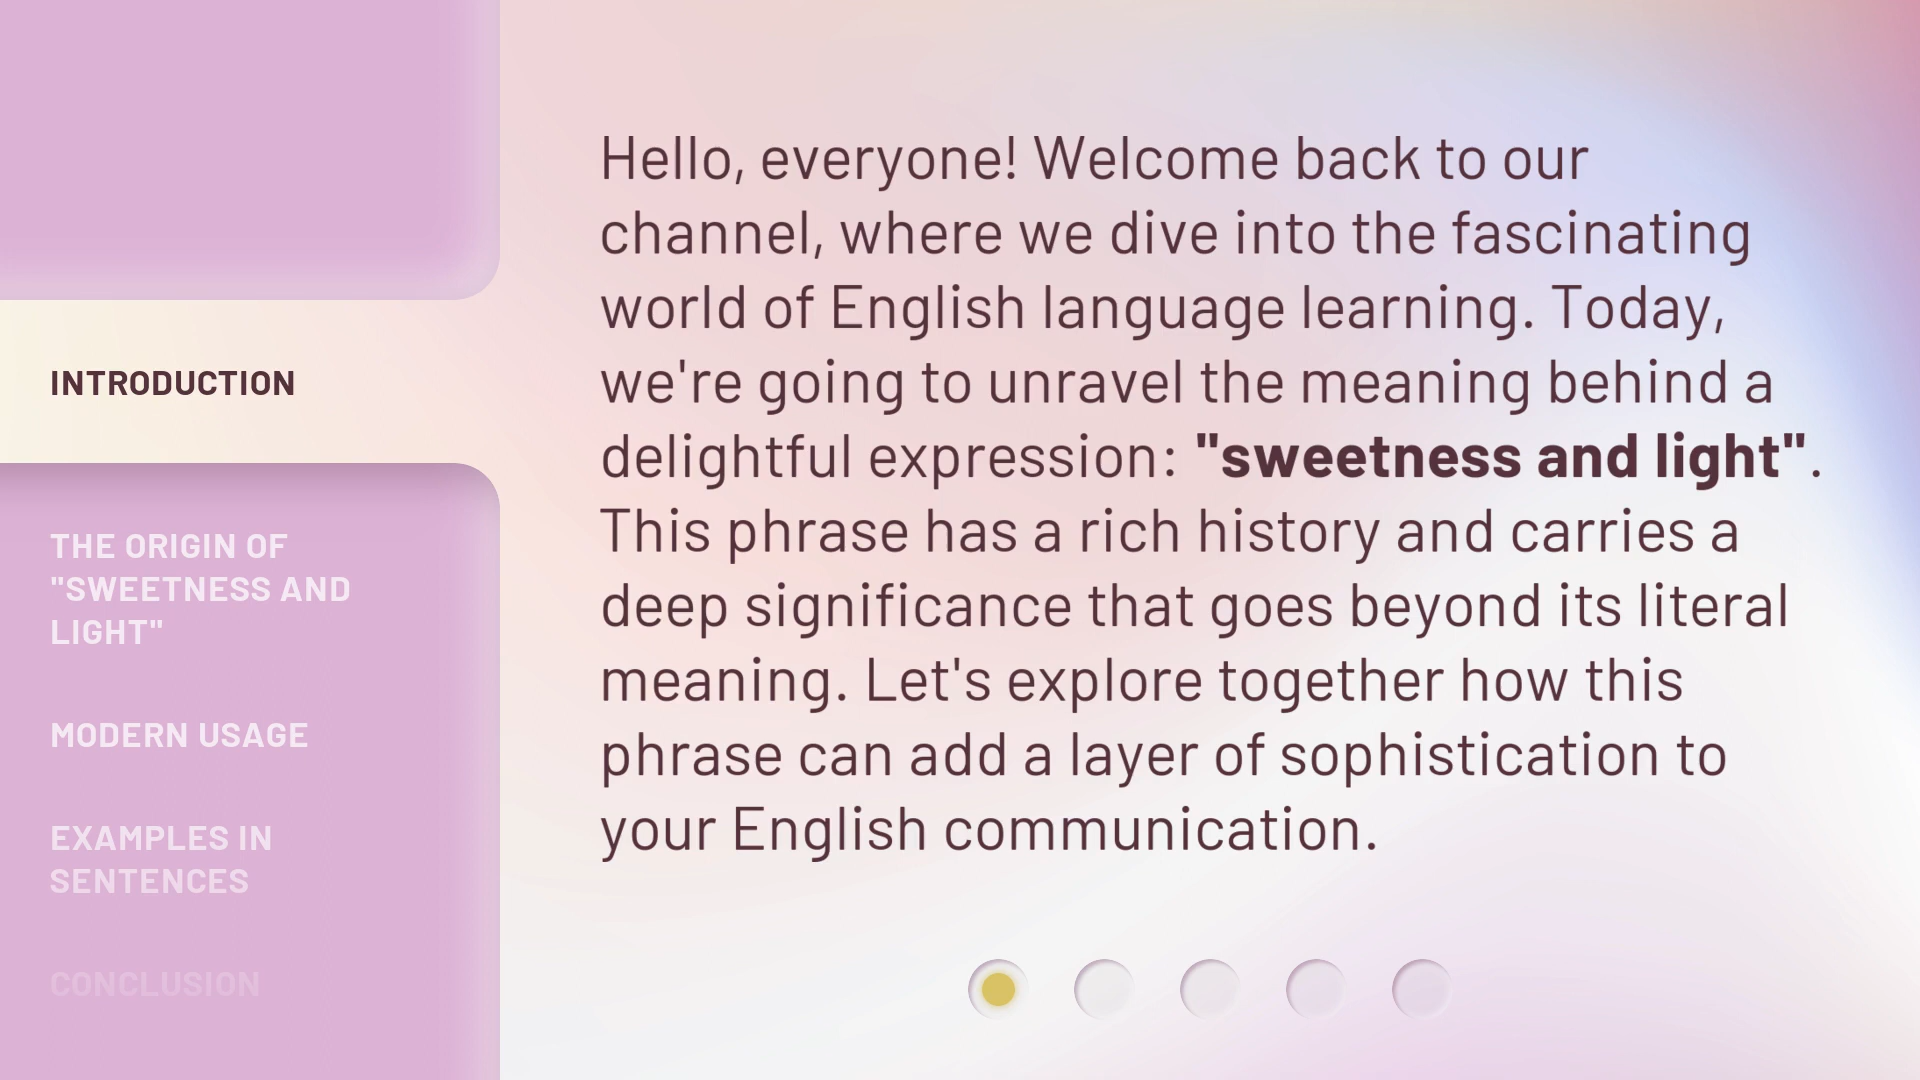 INTRODUCTION
THE ORIGIN OF
"SWEETNESS AND
LIGHT"
MODERN USAGE
EXAMPLES IN
SENTENCES
CONCLUSION
Hello, everyone! Welcome back to our
channel, where we dive into the fascinating
world of English language learning. Today,
we're going to unravel the meaning behind a
delightful expression: "sweetness and light".
This phrase has a rich history and carries a
deep significance that goes beyond its literal
meaning. Let's explore together how this
phrase can add a layer of sophistication to
your English communication.